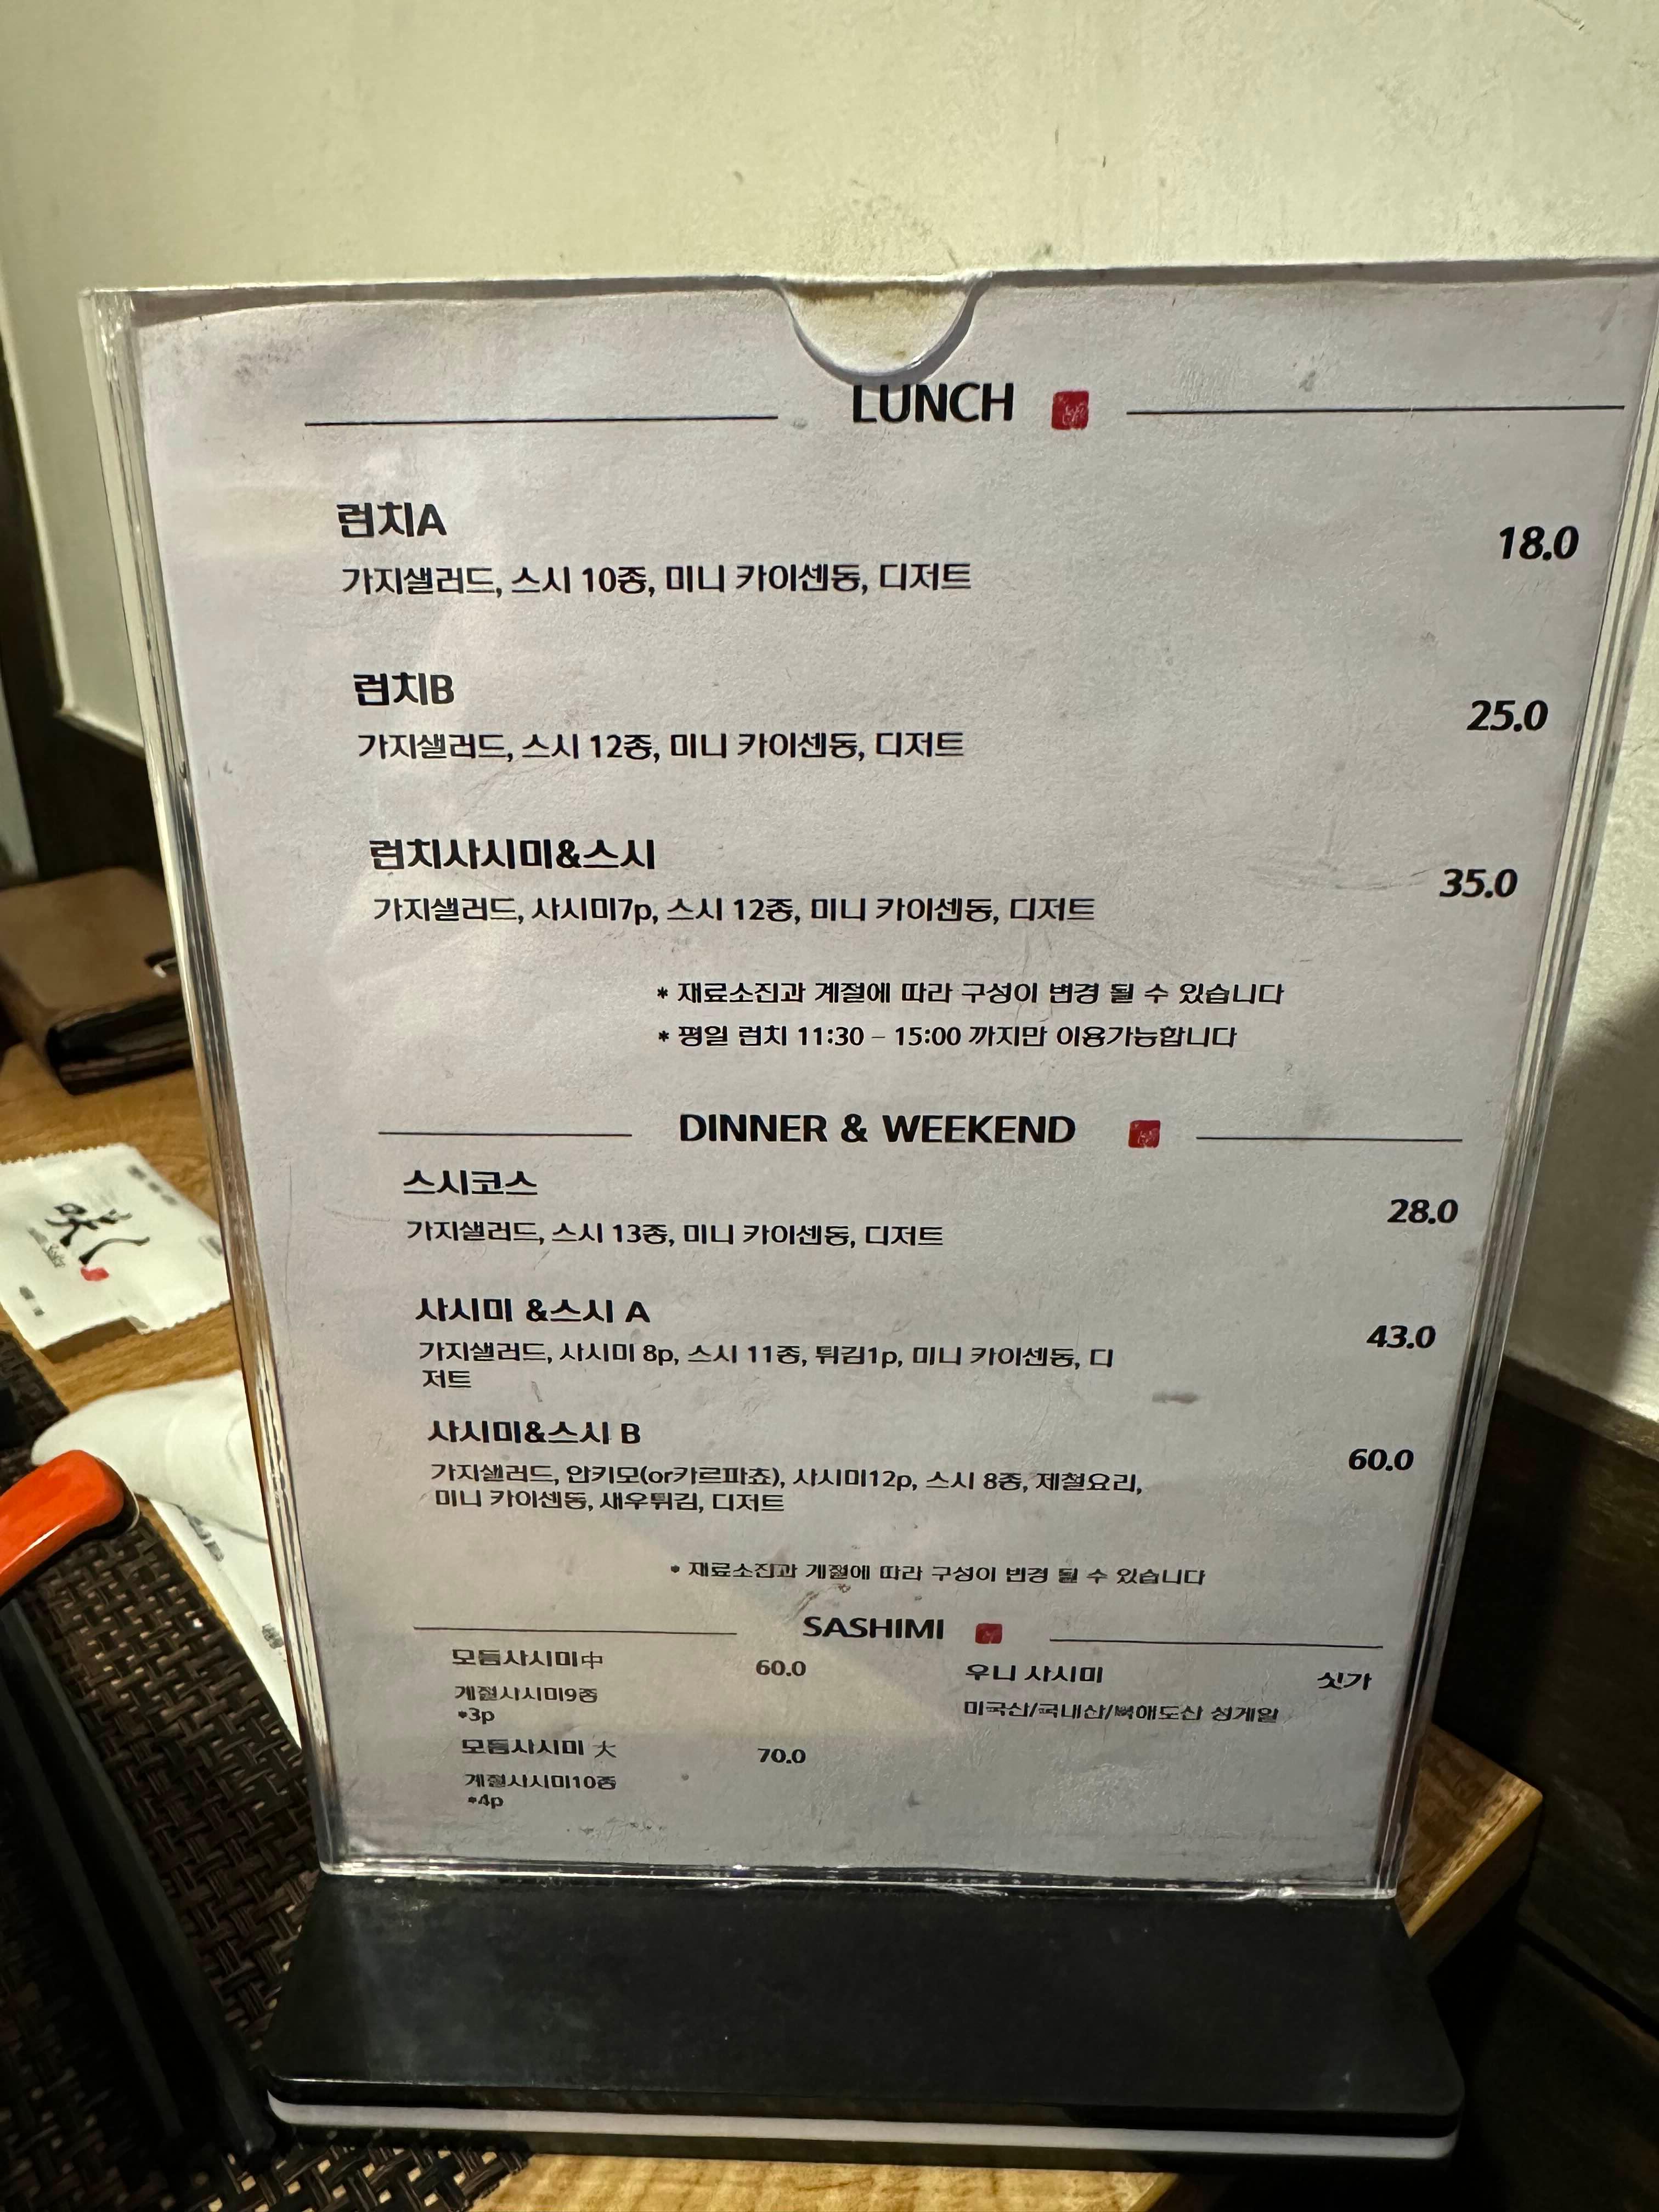 LUNCH
런치A
18.0
가지샐러드, 스시 10종, 미니 카이센동, 디저트
런치B
25.0
가지샐러드, 스시 12종, 미니 카이센동, 디저트
런치사시미&스시
35.0
가지샐러드, 사시미7p, 스시 12종, 미니 카이센동, 디저트
* 재료소진과 계절에 따라 구성이 변경 될 수 있습니다
* 평일 런치 11:30 – 15:00 까지만 이용가능합니다
DINNER & WEEKEND
스시코스
28.0
가지샐러드, 스시 13종, 미니 카이센동, 디저트
사시미 &스시 A
43.0
가지샐러드, 사시미 8p, 스시 11종, 튀김1p, 미니 카이센동, 디
저트
사시미&스시 B
60.0
가지샐러드, 안키모(or카르파쵸), 사시미12p, 스시 8종, 제철요리,
미니 카이센동, 새우튀김, 디저트
* 재료소진과 계절에 따라 구성이 변경 될 수 있습니다
SASHIMI
모듬사시미中
60.0
계절사시미9종
*3p
모듬사시미 大
70.0
계절사시미10종
*4p
우니 사시미
싯가
미국산/국내산/북해도산 성게알